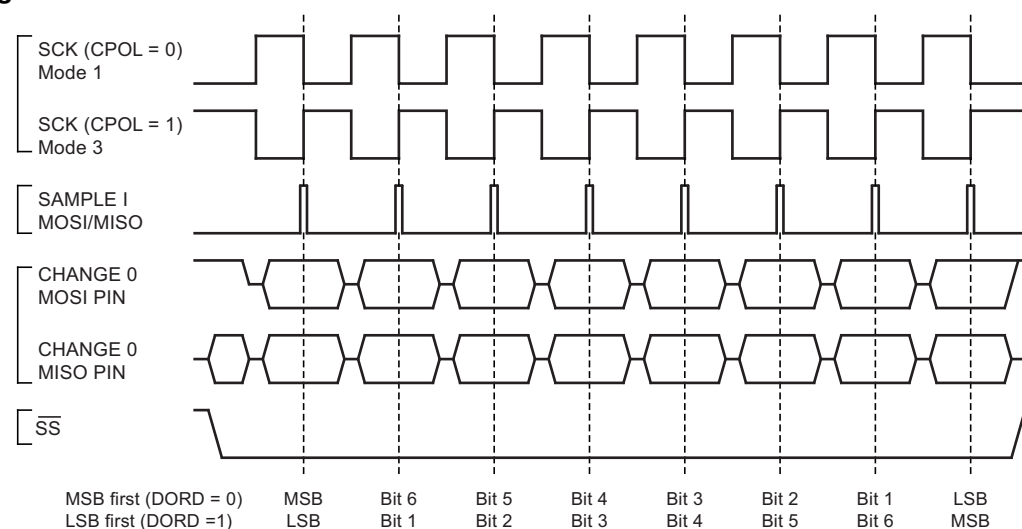 SCK (CPOL = 0)
Mode 1
SCK (CPOL = 1)
Mode 3
SAMPLE I
MOSI/MISO
CHANGE 0
MOSI PIN
CHANGE 0
MISO PIN
SS
MSB first (DORD = 0) MSB Bit 6 Bit 5 Bit 4 Bit 3 Bit 2 Bit 1 LSB
LSB first (DORD =1) LSB Bit 1 Bit 2 Bit 3 Bit 4 Bit 5 Bit 6 MSB